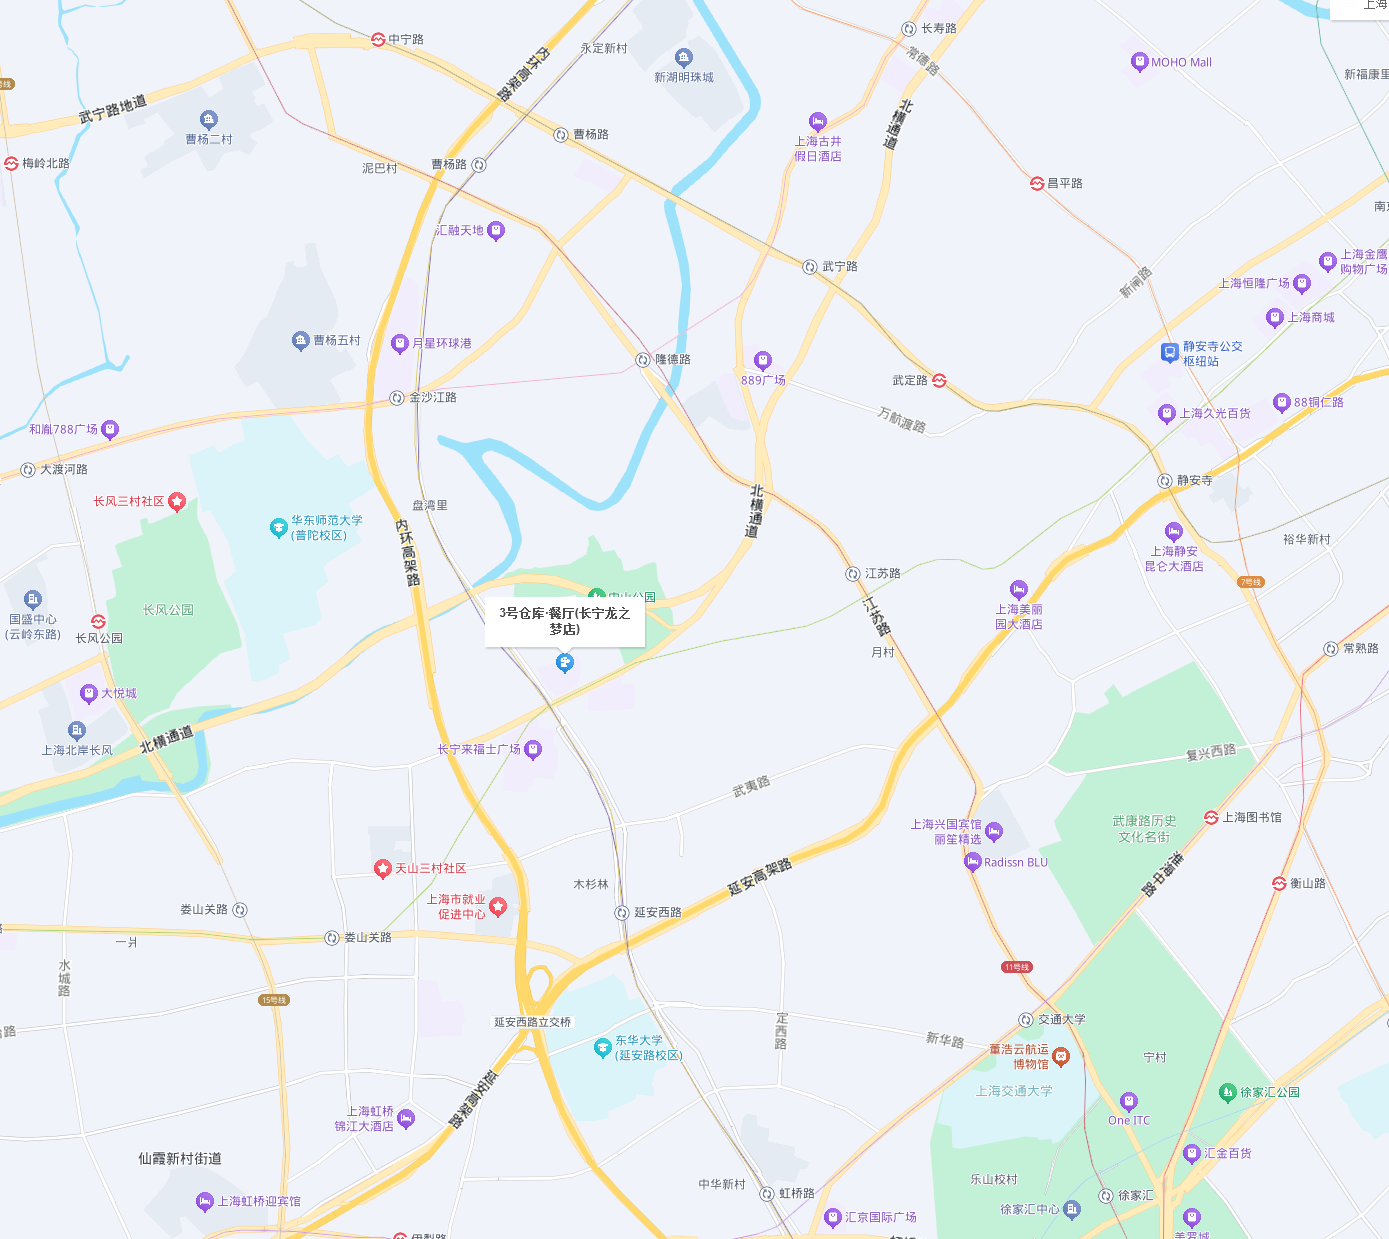 上海
长寿路
中宁路
永定新村
内环高架路
常德路
MOHO Mall
新湖明珠城
新福康里
号线
武宁路地道
北横通道
曹杨二村
上海古井
假日酒店
曹杨路
梅岭北路
曹杨路
泥巴村
昌平路
南京
汇融天地
武宁路
新闸路
上海金鹰
购物广场
上海恒隆广场
上海商城
曹杨五村
月星环球港
静安寺公交
枢纽站
隆德路
889广场
武定路
金沙江路
万航渡路
上海久光百货
88铜仁路
和胤788广场
大渡河路
静安寺
长风三村社区
盘湾里
北横通道
华东师范大学
(普陀校区)
内环高架路
裕华新村
上海静安
昆仑大酒店
江苏路
7号线
中山公园
上海美丽
园大酒店
江苏路
长风公园
国盛中心
(云岭东路)
3号仓库·餐厅(长宁龙之
梦店)
长风公园
月村
常熟路
大悦城
北横通道
上海北岸长风
长宁来福士广场
复兴西路
武夷路
上海兴国宾馆
丽笙精选
武康路历史
文化名街
上海图书馆
Radissn BLU
天山三村社区
延安高架路
淮海中路
木杉林
衡山路
上海市就业
促进中心
娄山关路
延安西路
娄山关路
水城路
11号线
15号线
延安西路立交桥
定西路
交通大学
新华路
东华大学
(延安路校区)
董浩云航运
博物馆
宁村
上海交通大学
延安高架路
徐家汇公园
One ITC
上海虹桥
锦江大酒店
汇金百货
仙霞新村街道
中华新村
乐山校村
虹桥路
徐家汇
上海虹桥迎宾馆
徐家汇中心
汇京国际广场
美罗城
伊犁路